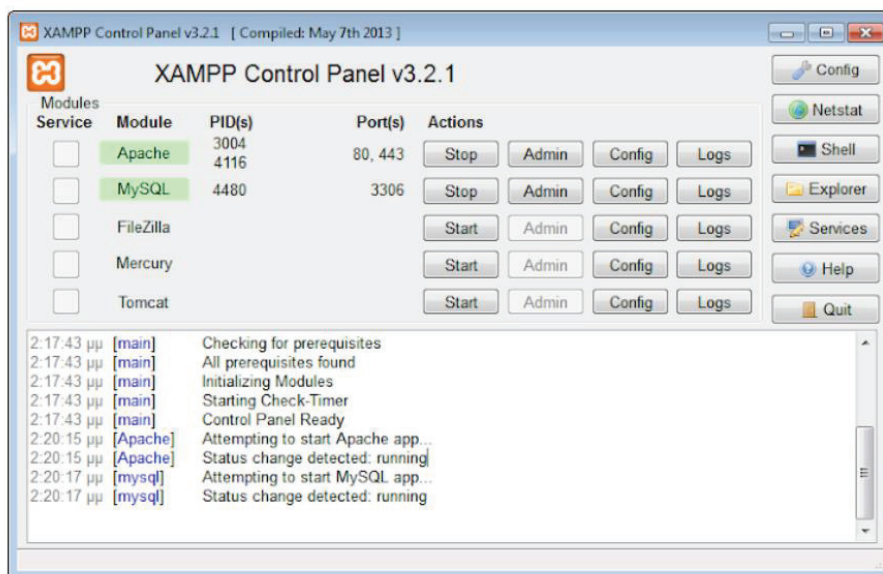 XAMPP Control Panel v3.2.1 [ Compiled: May 7th 2013 ]
XAMPP Control Panel v3.2.1
Config
Modules
Service Module PID(s) Port(s) Actions
Netstat
Apache 3004 4116 80, 443 Stop Admin Config Logs
Shell
MySQL 4480 3306 Stop Admin Config Logs
Explorer
FileZilla Start Admin Config Logs
Services
Mercury Start Admin Config Logs
Help
Tomcat Start Admin Config Logs
Quit
2:17:43 μμ [main] Checking for prerequisites
2:17:43 μμ [main] All prerequisites found
2:17:43 μμ [main] Initializing Modules
2:17:43 μμ [main] Starting Check-Timer
2:17:43 μμ [main] Control Panel Ready
2:20:15 μμ [Apache] Attempting to start Apache app...
2:20:15 μμ [Apache] Status change detected: running
2:20:17 μμ [mysql] Attempting to start MySQL app...
2:20:17 μμ [mysql] Status change detected: running